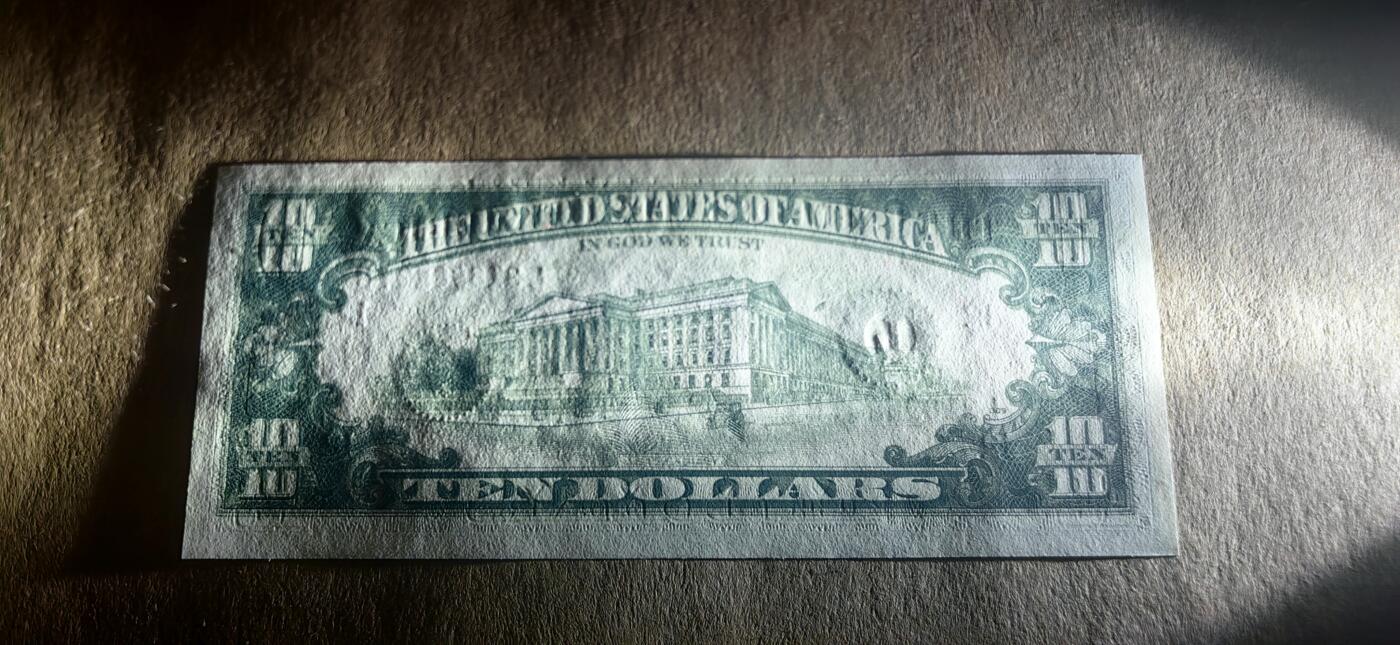 10 TEN 10
THE UNITED STATES OF AMERICA
10 TEN 10
IN GOD WE TRUST
10 TEN 10
TEN DOLLARS
10 TEN 10